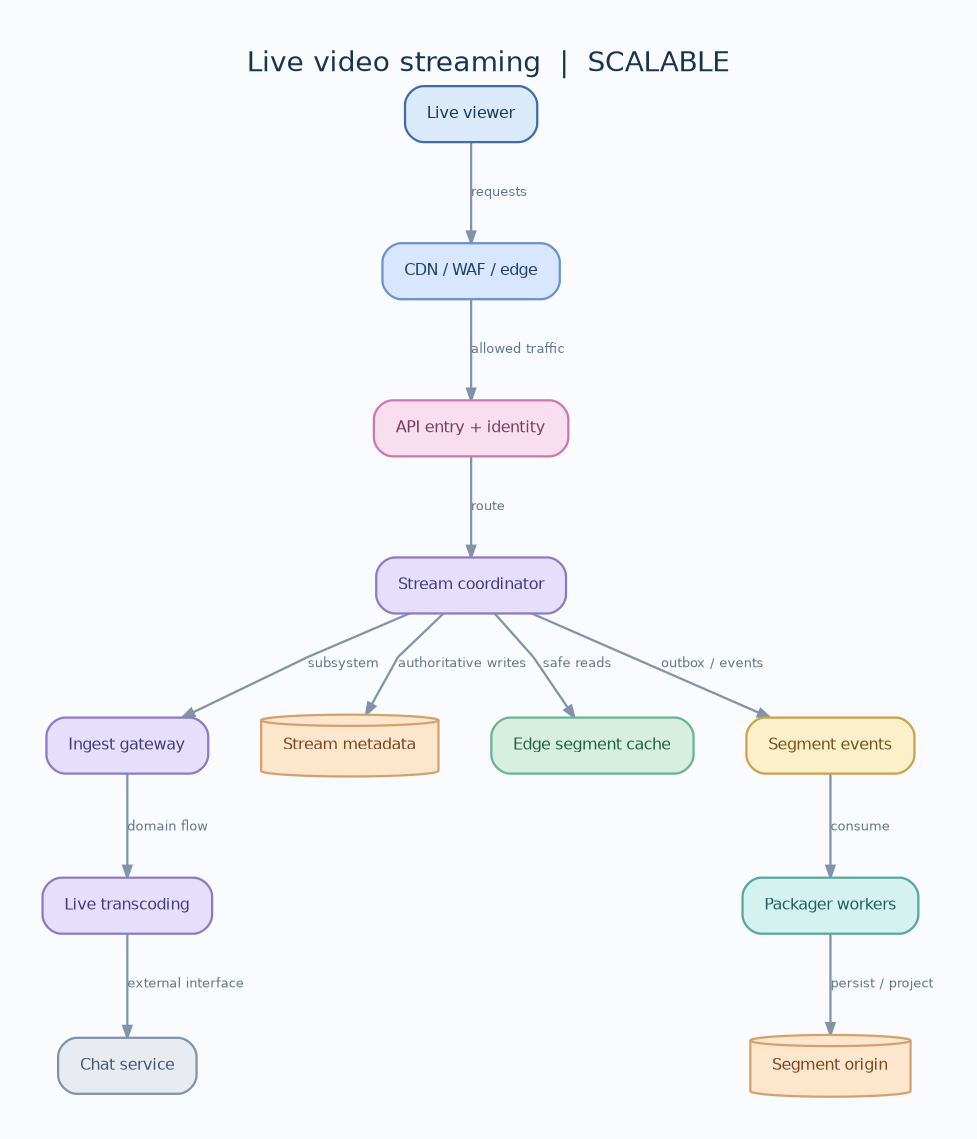 Live video streaming | SCALABLE
Live viewer
requests
CDN / WAF / edge
allowed traffic
API entry + identity
route
Stream coordinator
subsystem
authoritative writes
safe reads
outbox / events
Ingest gateway
Stream metadata
Edge segment cache
Segment events
domain flow
consume
Live transcoding
Packager workers
external interface
persist / project
Chat service
Segment origin